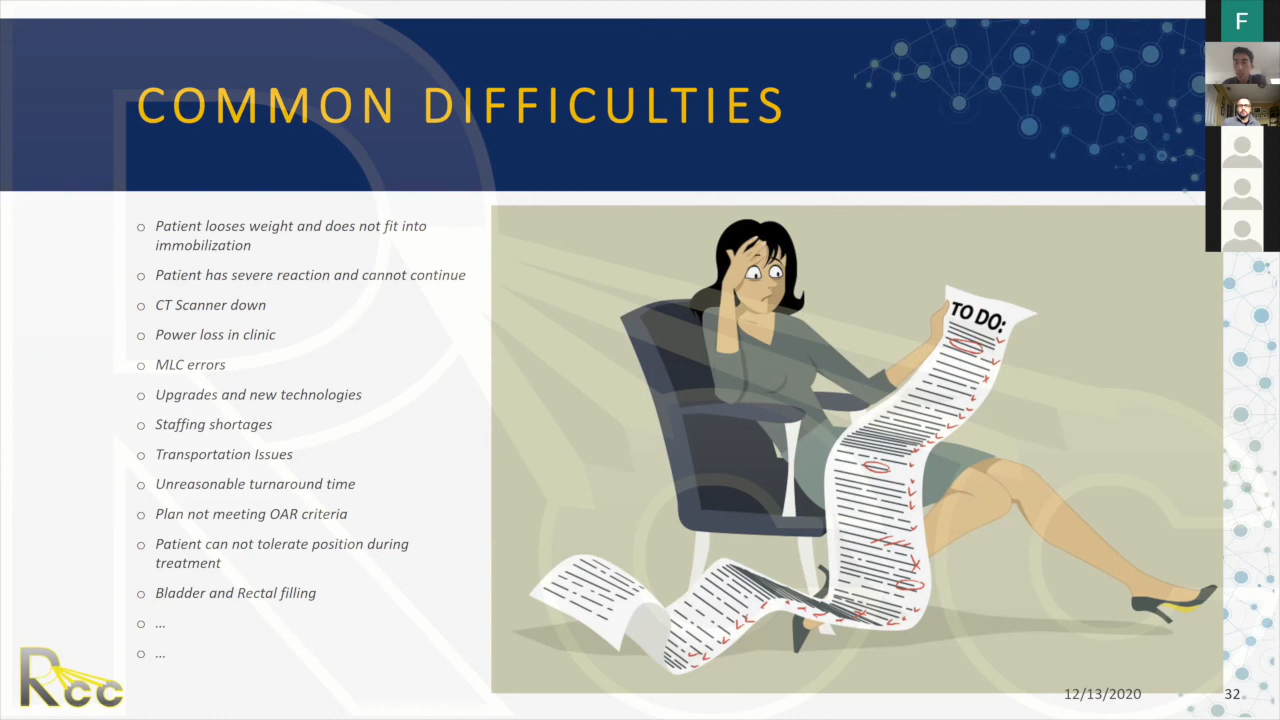 COMMON DIFFICULTIES
F
o Patient looses weight and does not fit into
immobilization
o Patient has severe reaction and cannot continue
o CT Scanner down
o Power loss in clinic
o MLC errors
o Upgrades and new technologies
o Staffing shortages
o Transportation Issues
o Unreasonable turnaround time
o Plan not meeting OAR criteria
o Patient can not tolerate position during
treatment
o Bladder and Rectal filling
o ...
o ...
TO DO:
Rcc
12/13/2020
32